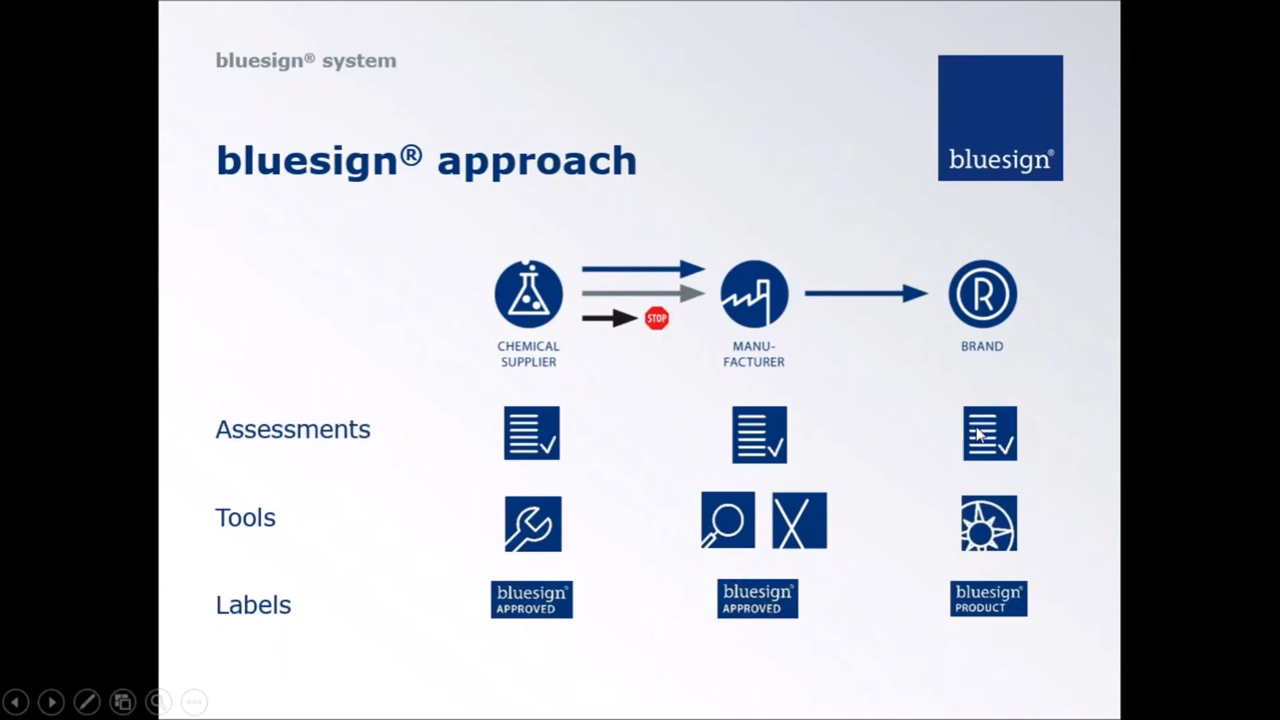 bluesign® system
bluesign® approach
bluesign®
STOP
R
CHEMICAL
SUPPLIER
MANU-
FACTURER
BRAND
Assessments
Tools
Labels
bluesign®
APPROVED
bluesign®
APPROVED
bluesign®
PRODUCT